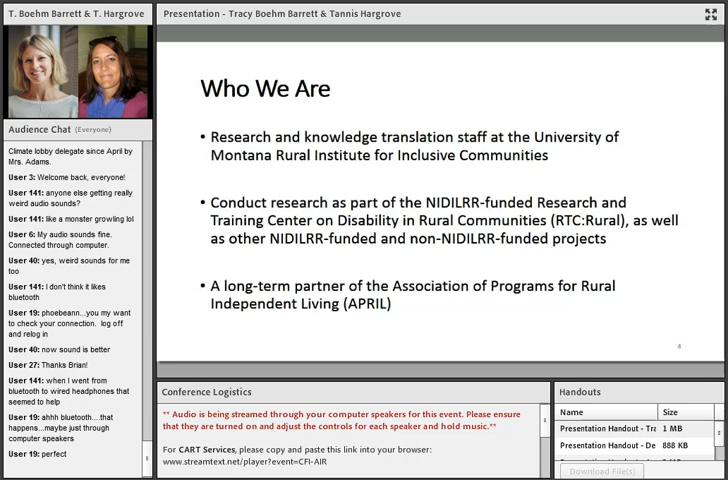 T. Boehm Barrett & T. Hargrove
Audience Chat (Everyone)
Climate lobby delegate since April by
Mrs. Adams.
User 3: Welcome back, everyone!
User 141: anyone else getting really
weird audio sounds?
User 141: like a monster growling lol
User 6: My audio sounds fine.
Connected through computer.
User 40: yes, weird sounds for me
too
User 141: I don't think it likes
bluetooth
User 19: phoebeann...you my want
to check your connection. log off
and relog in
User 40: now sound is better
User 27: Thanks Brian!
User 141: when I went from
bluetooth to wired headphones that
seemed to help
User 19: ahhh bluetooth....that
happens...maybe just through
computer speakers
User 19: perfect
Presentation - Tracy Boehm Barrett & Tannis Hargrove
Who We Are
• Research and knowledge translation staff at the University of
Montana Rural Institute for Inclusive Communities
• Conduct research as part of the NIDILRR-funded Research and
Training Center on Disability in Rural Communities (RTC:Rural), as well
as other NIDILRR-funded and non-NIDILRR-funded projects
• A long-term partner of the Association of Programs for Rural
Independent Living (APRIL)
4
Conference Logistics
** Audio is being streamed through your computer speakers for this event. Please ensure
that they are turned on and adjust the controls for each speaker and hold music.**
For CART Services, please copy and paste this link into your browser:
www.streamtext.net/player?event=CFI-AIR
Handouts
Name Size
Presentation Handout - Tra 1 MB
Presentation Handout - De 888 KB
Download File(s)